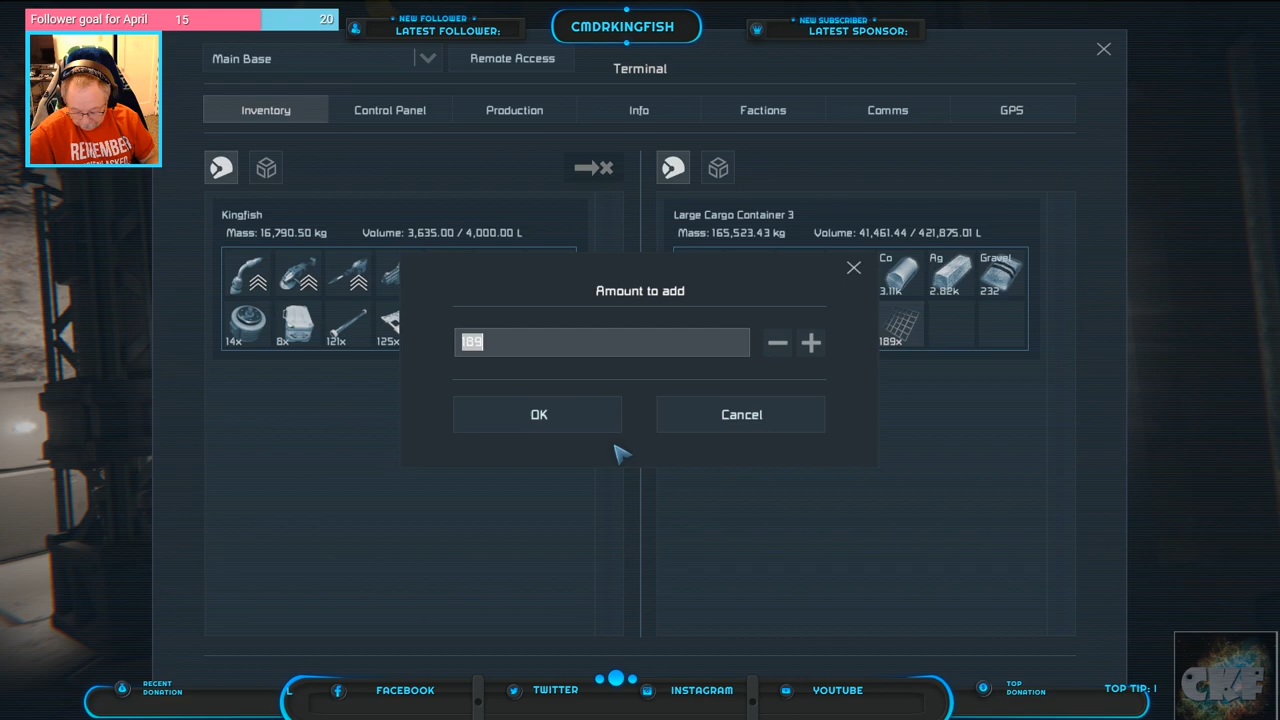 Follower goal for April 15 20
NEW FOLLOWER
LATEST FOLLOWER:
CMDRKINGFISH
NEW SUBSCRIBER
LATEST SPONSOR:
Main Base
Remote Access
Terminal
Inventory
Control Panel
Production
Info
Factions
Comms
GPS
REMEMBER
Kingfish
Mass: 16,790.50 kg Volume: 3,635.00 / 4,000.00 L
14x
8x
121x
125x
Large Cargo Container 3
Mass: 165,523.43 kg Volume: 41,461.44 / 421,875.01 L
Co
3.11k
Ag
2.82k
Gravel
232
189x
Amount to add
189
OK
Cancel
RECENT
DONATION
L
FACEBOOK
TWITTER
INSTAGRAM
YOUTUBE
TOP
DONATION
TOP TIP:
CKF